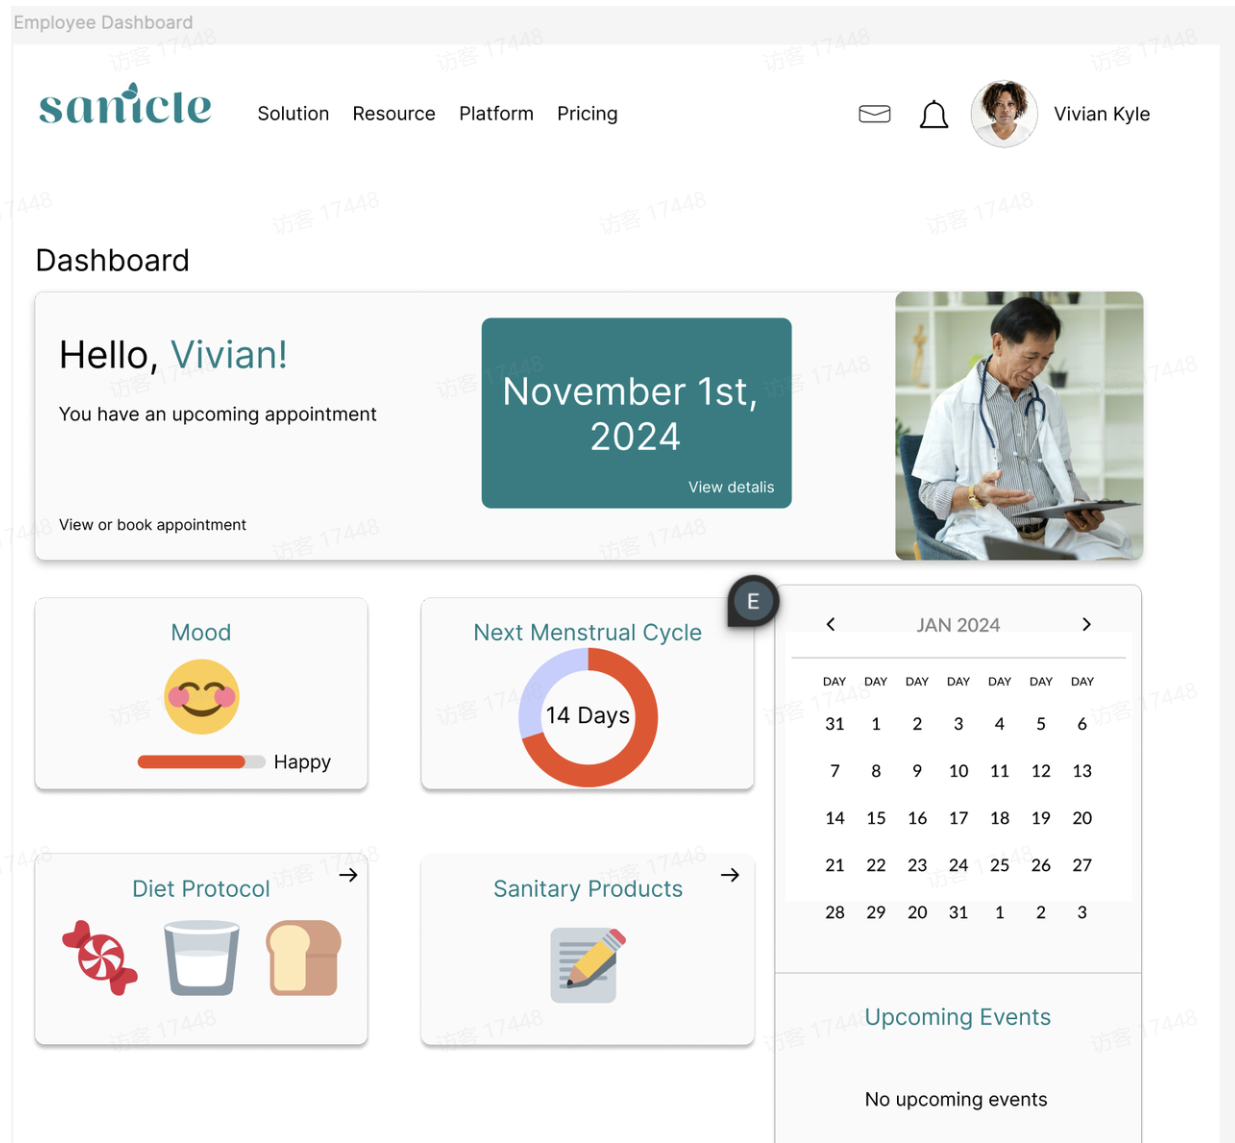 Employee Dashboard
sanicle
Solution Resource Platform Pricing
Vivian Kyle
Dashboard
Hello, Vivian!
You have an upcoming appointment
View or book appointment
November 1st,
2024
View detalis
Mood
Happy
Next Menstrual Cycle
14 Days
E
JAN 2024
DAY DAY DAY DAY DAY DAY DAY
31 1 2 3 4 5 6
7 8 9 10 11 12 13
14 15 16 17 18 19 20
21 22 23 24 25 26 27
28 29 20 31 1 2 3
Diet Protocol
Sanitary Products
Upcoming Events
No upcoming events
访客 17448